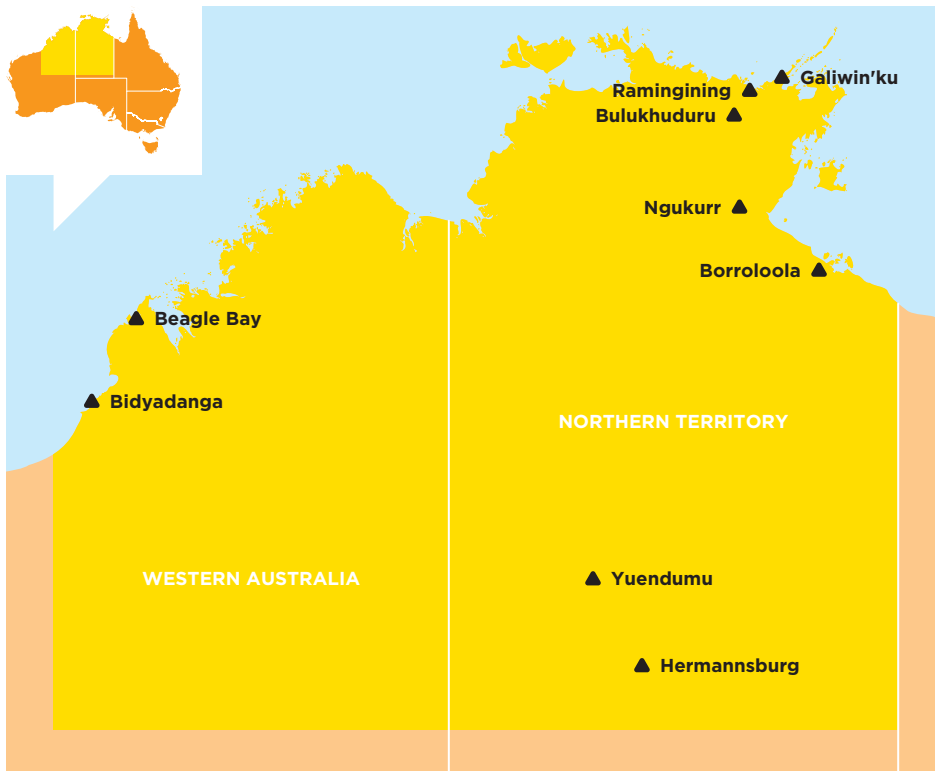 Galiwin'ku
Ramingining
Bulukhuduru
Ngukurr
Borroloola
Beagle Bay
Bidyadanga
NORTHERN TERRITORY
WESTERN AUSTRALIA
Yuendumu
Hermannsburg